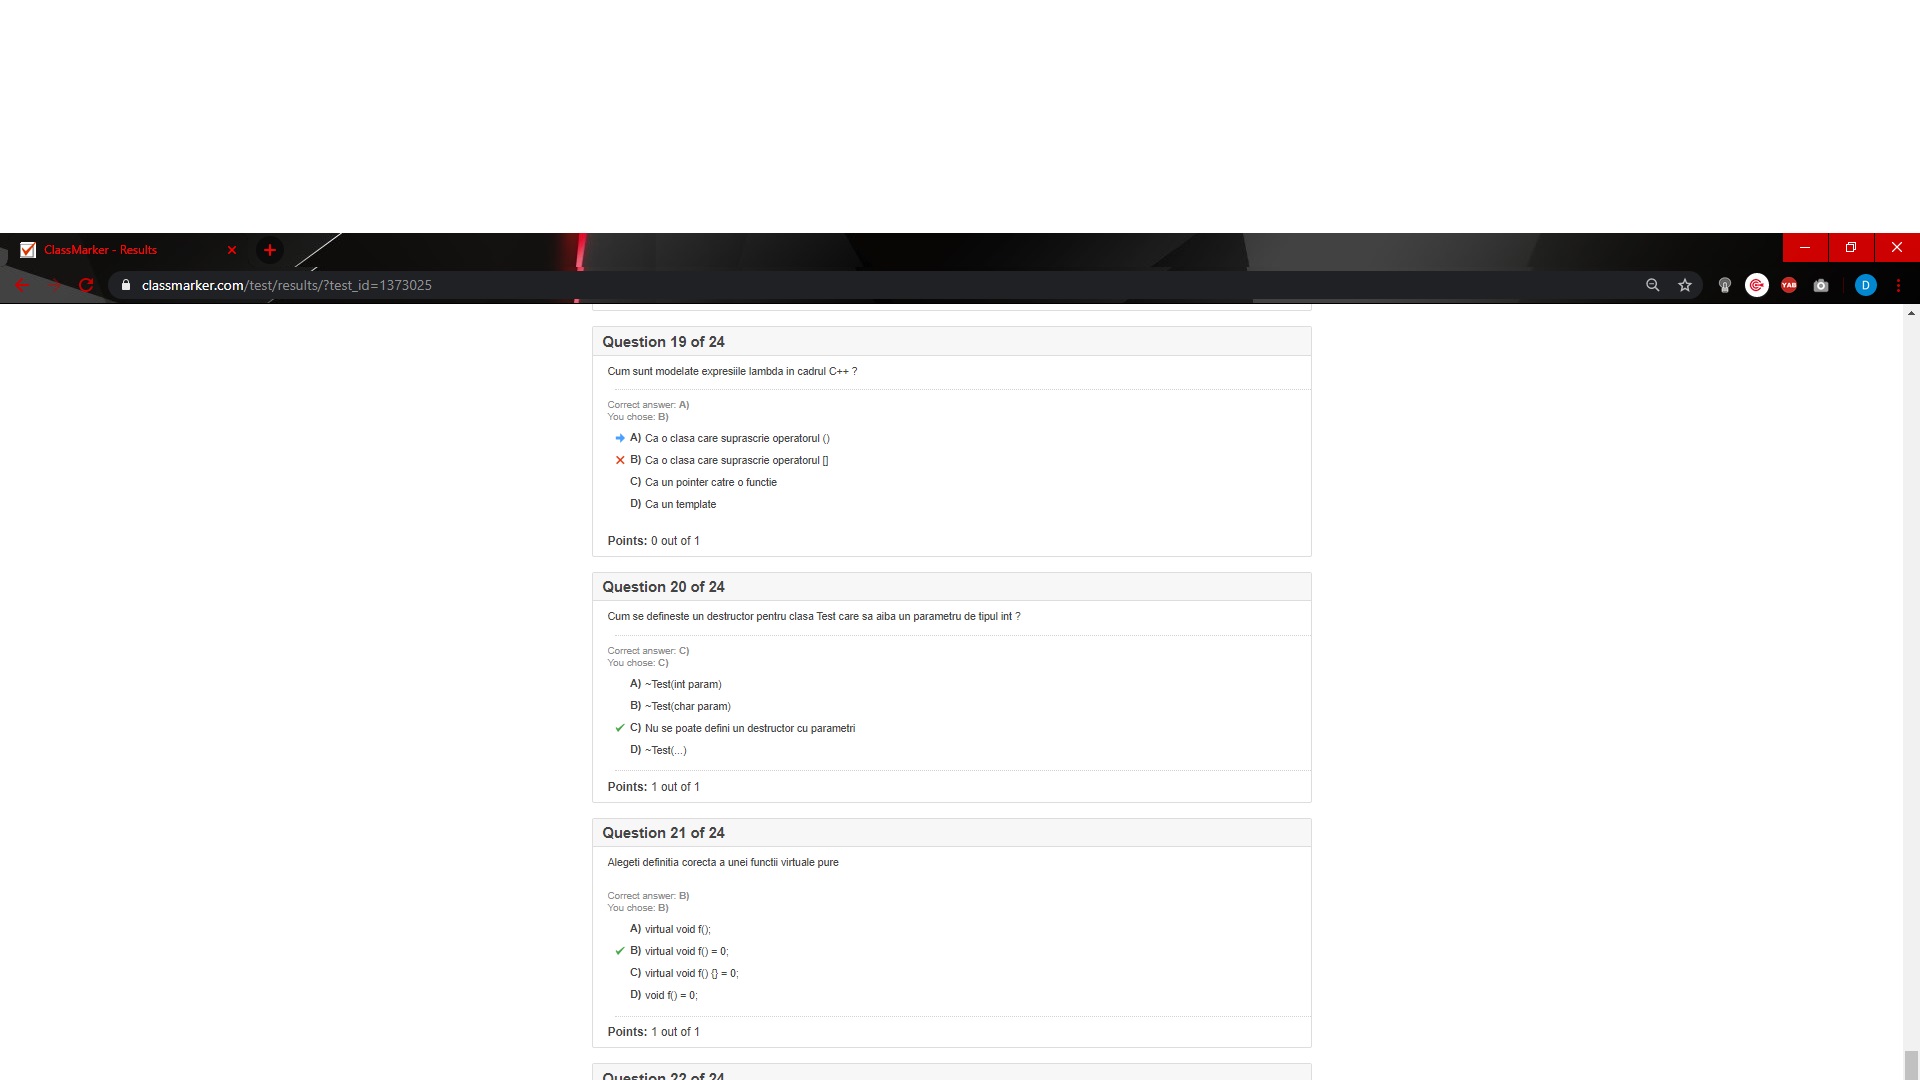 ClassMarker - Results
classmarker.com/test/results/?test_id=1373025
YAB
D
Question 19 of 24
Cum sunt modelate expresiile lambda in cadrul C++ ?
Correct answer: A)
You chose: B)
A) Ca o clasa care suprascrie operatorul ()
B) Ca o clasa care suprascrie operatorul []
C) Ca un pointer catre o functie
D) Ca un template
Points: 0 out of 1
Question 20 of 24
Cum se defineste un destructor pentru clasa Test care sa aiba un parametru de tipul int ?
Correct answer: C)
You chose: C)
A) ~Test(int param)
B) ~Test(char param)
C) Nu se poate defini un destructor cu parametri
D) ~Test(...)
Points: 1 out of 1
Question 21 of 24
Alegeti definitia corecta a unei functii virtuale pure
Correct answer: B)
You chose: B)
A) virtual void f();
B) virtual void f() = 0;
C) virtual void f() {} = 0;
D) void f() = 0;
Points: 1 out of 1
Question 22 of 24